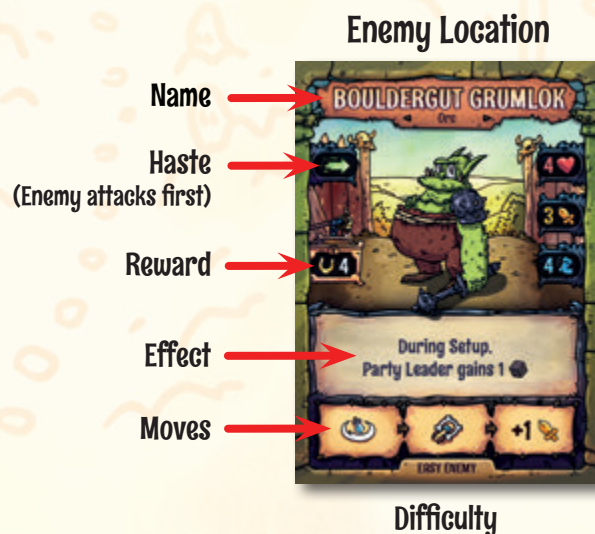 Enemy Location
Name
BOULDERGUT GRUMLOK
Orc
Haste
(Enemy attacks first)
4
3
Reward
4
4
Effect
During Setup.
Party Leader gains 1
Moves
+1
EASY ENEMY
Difficulty